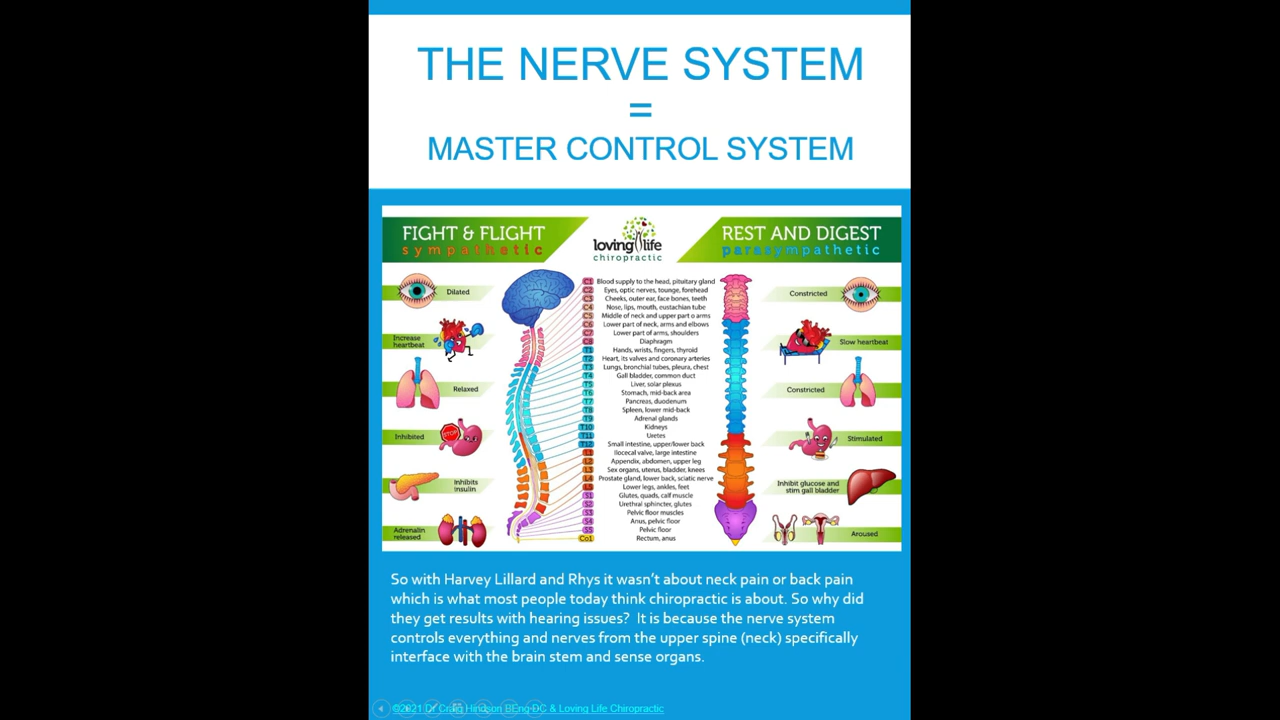 THE NERVE SYSTEM
=
MASTER CONTROL SYSTEM
FIGHT & FLIGHT
sympathetic
loving life
chiropractic
REST AND DIGEST
parasympathetic
Dilated
Increase
heartbeat
Relaxed
Inhibited
STOP
Inhibits
insulin
Adrenalin
released
C1 Blood supply to the head, pituitary gland
C2 Eyes, optic nerves, tounge, forehead
C3 Cheeks, outer ear, face bones, teeth
C4 Nose, lips, mouth, eustachian tube
C5 Middle of neck and upper part o arms
C6 Lower part of neck, arms and elbows
C7 Lower part of arms, shoulders
C8 Diaphragm
T1 Hands, wrists, fingers, thyroid
T2 Heart, its valves and coronary arteries
T3 Lungs, bronchial tubes, pleura, chest
T4 Gall bladder, common duct
T5 Liver, solar plexus
T6 Stomach, mid-back area
T7 Pancreas, duodenum
T8 Spleen, lower mid-back
T9 Adrenal glands
T10 Kidneys
T11 Uretes
T12 Small intestine, upper/lower back
L1 Ilocecal valve, large intestine
L2 Appendix, abdomen, upper leg
L3 Sex organs, uterus, bladder, knees
L4 Prostate gland, lower back, sciatic nerve
L5 Lower legs, ankles, feet
S1 Glutes, quads, calf muscle
S2 Urethral sphincter, glutes
S3 Pelvic floor muscles
S4 Anus, pelvic floor
S5 Pelvic floor
Co1 Rectum, anus
Constricted
Slow heartbeat
Constricted
Stimulated
Inhibit glucose and
stim gall bladder
Aroused
So with Harvey Lillard and Rhys it wasn't about neck pain or back pain
which is what most people today think chiropractic is about. So why did
they get results with hearing issues? It is because the nerve system
controls everything and nerves from the upper spine (neck) specifically
interface with the brain stem and sense organs.
©2021 Dr Craig Hindson BEng DC & Loving Life Chiropractic